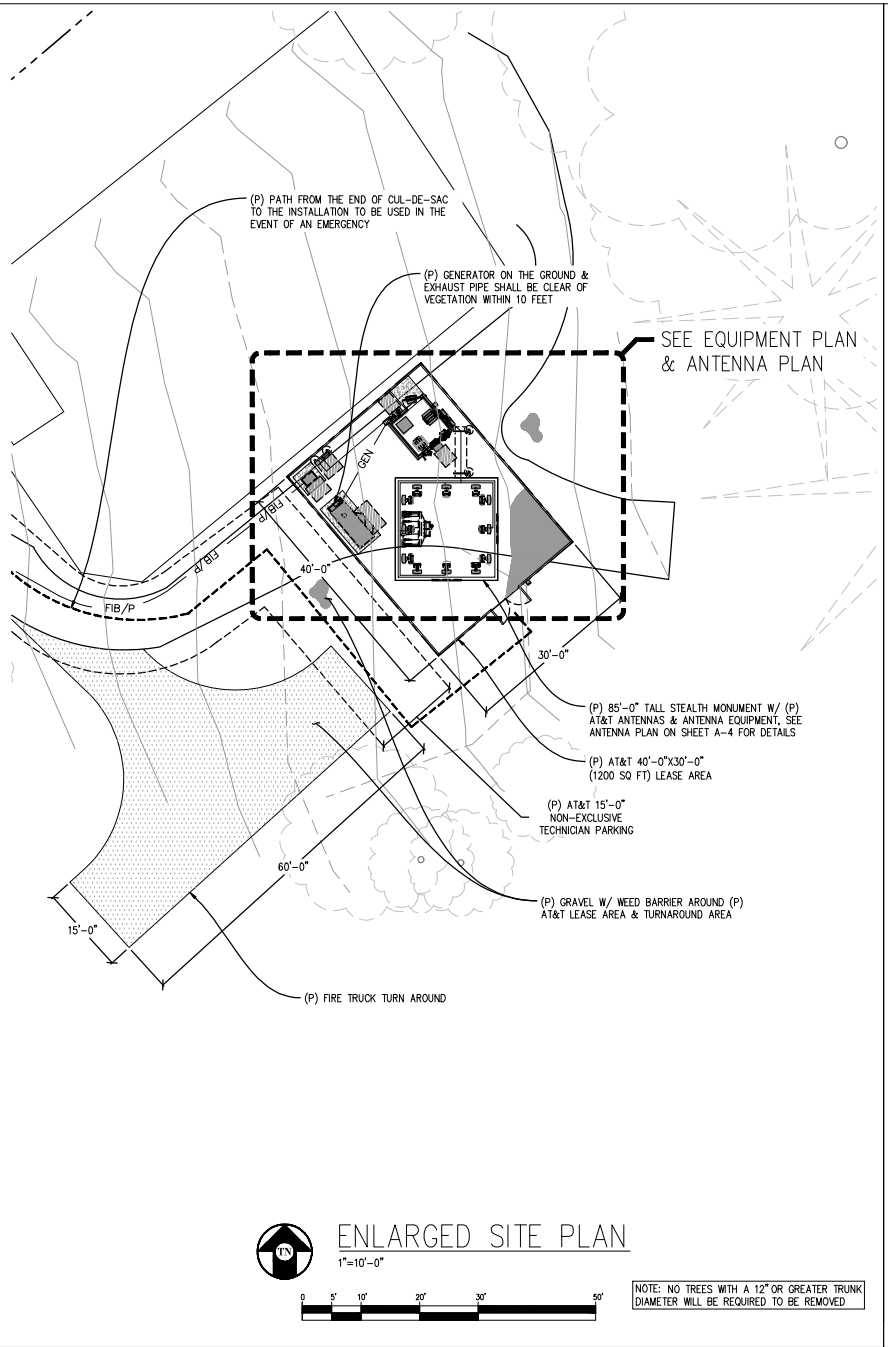 (P) PATH FROM THE END OF CUL-DE-SAC
TO THE INSTALLATION TO BE USED IN THE
EVENT OF AN EMERGENCY
(P) GENERATOR ON THE GROUND &
EXHAUST PIPE SHALL BE CLEAR OF
VEGETATION WITHIN 10 FEET
SEE EQUIPMENT PLAN
& ANTENNA PLAN
GEN
FIB/P
FIB/P
FIB/P
40'-0"
30'-0"
(P) 85'-0" TALL STEALTH MONUMENT W/ (P)
AT&T ANTENNAS & ANTENNA EQUIPMENT, SEE
ANTENNA PLAN ON SHEET A-4 FOR DETAILS
(P) AT&T 40'-0"X30'-0"
(1200 SQ FT) LEASE AREA
(P) AT&T 15'-0"
NON-EXCLUSIVE
TECHNICIAN PARKING
60'-0"
(P) GRAVEL W/ WEED BARRIER AROUND (P)
AT&T LEASE AREA & TURNAROUND AREA
15'-0"
(P) FIRE TRUCK TURN AROUND
TN
ENLARGED SITE PLAN
1"=10'-0"
0 5' 10' 20' 30' 50'
NOTE: NO TREES WITH A 12" OR GREATER TRUNK
DIAMETER WILL BE REQUIRED TO BE REMOVED